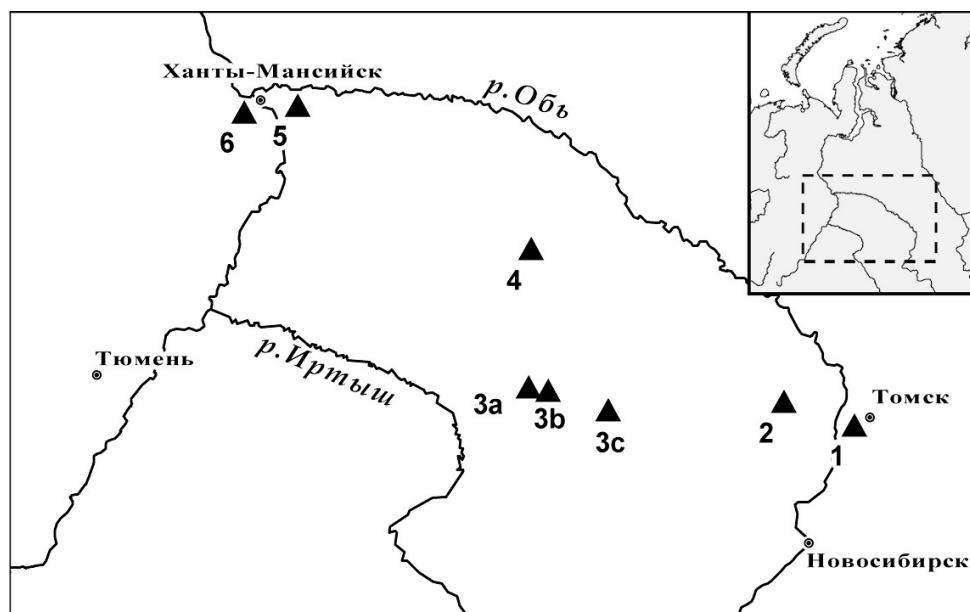 Ханты-Мансийск
р.Обь
6
5
4
р.Иртыш
Тюмень
3a
3b
3c
2
Томск
1
Новосибирск